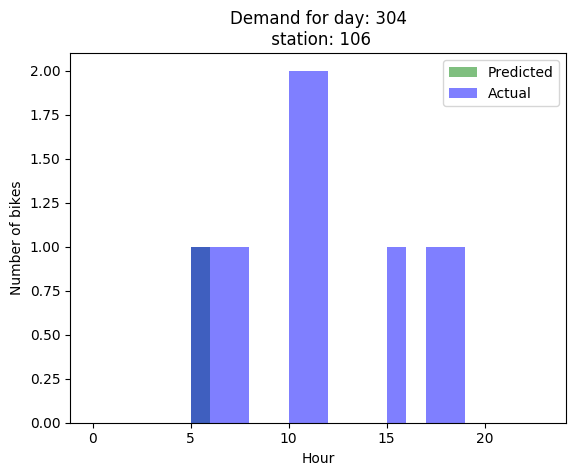 Demand for day: 304
station: 106
Predicted
Actual
2.00
1.75
1.50
1.25
1.00
0.75
0.50
0.25
0.00
Number of bikes
0 5 10 15 20
Hour